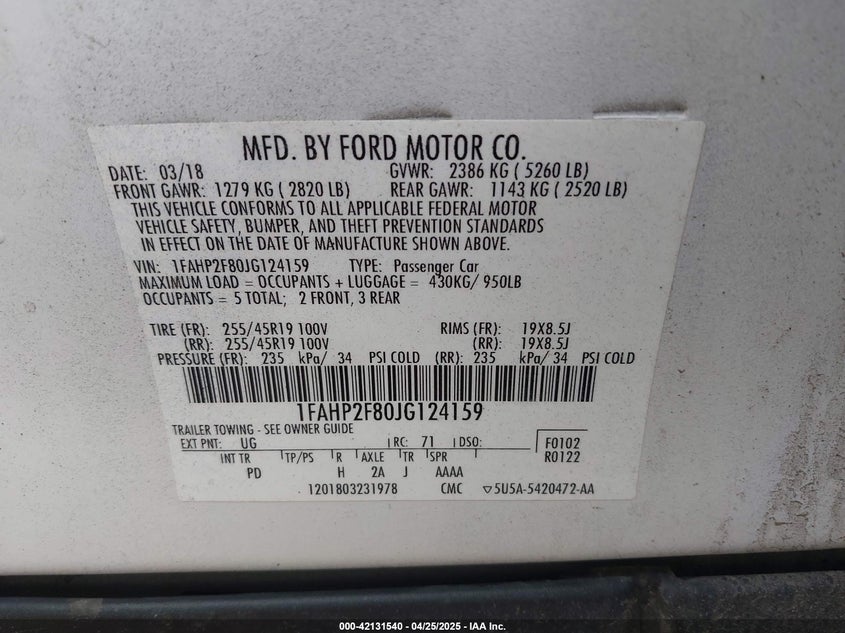 MFD. BY FORD MOTOR CO.
DATE: 03/18 GVWR: 2386 KG ( 5260 LB)
FRONT GAWR: 1279 KG ( 2820 LB) REAR GAWR: 1143 KG ( 2520 LB)
THIS VEHICLE CONFORMS TO ALL APPLICABLE FEDERAL MOTOR
VEHICLE SAFETY, BUMPER, AND THEFT PREVENTION STANDARDS
IN EFFECT ON THE DATE OF MANUFACTURE SHOWN ABOVE.
VIN: 1FAHP2F80JG124159 TYPE: Passenger Car
MAXIMUM LOAD = OCCUPANTS + LUGGAGE = 430KG/ 950LB
OCCUPANTS = 5 TOTAL; 2 FRONT, 3 REAR
TIRE (FR): 255/45R19 100V RIMS (FR): 19X8.5J
(RR): 255/45R19 100V (RR): 19X8.5J
PRESSURE (FR): 235 kPa/ 34 PSI COLD (RR): 235 kPa/ 34 PSI COLD
1FAHP2F80JG124159
TRAILER TOWING - SEE OWNER GUIDE
EXT PNT: UG RC: 71 DSO: F0102
INT TR TP/PS R AXLE TR SPR R0122
PD H 2A J AAAA
1201803231978 CMC ▽5U5A-5420472-AA
000-42131540 - 04/25/2025 - IAA Inc.